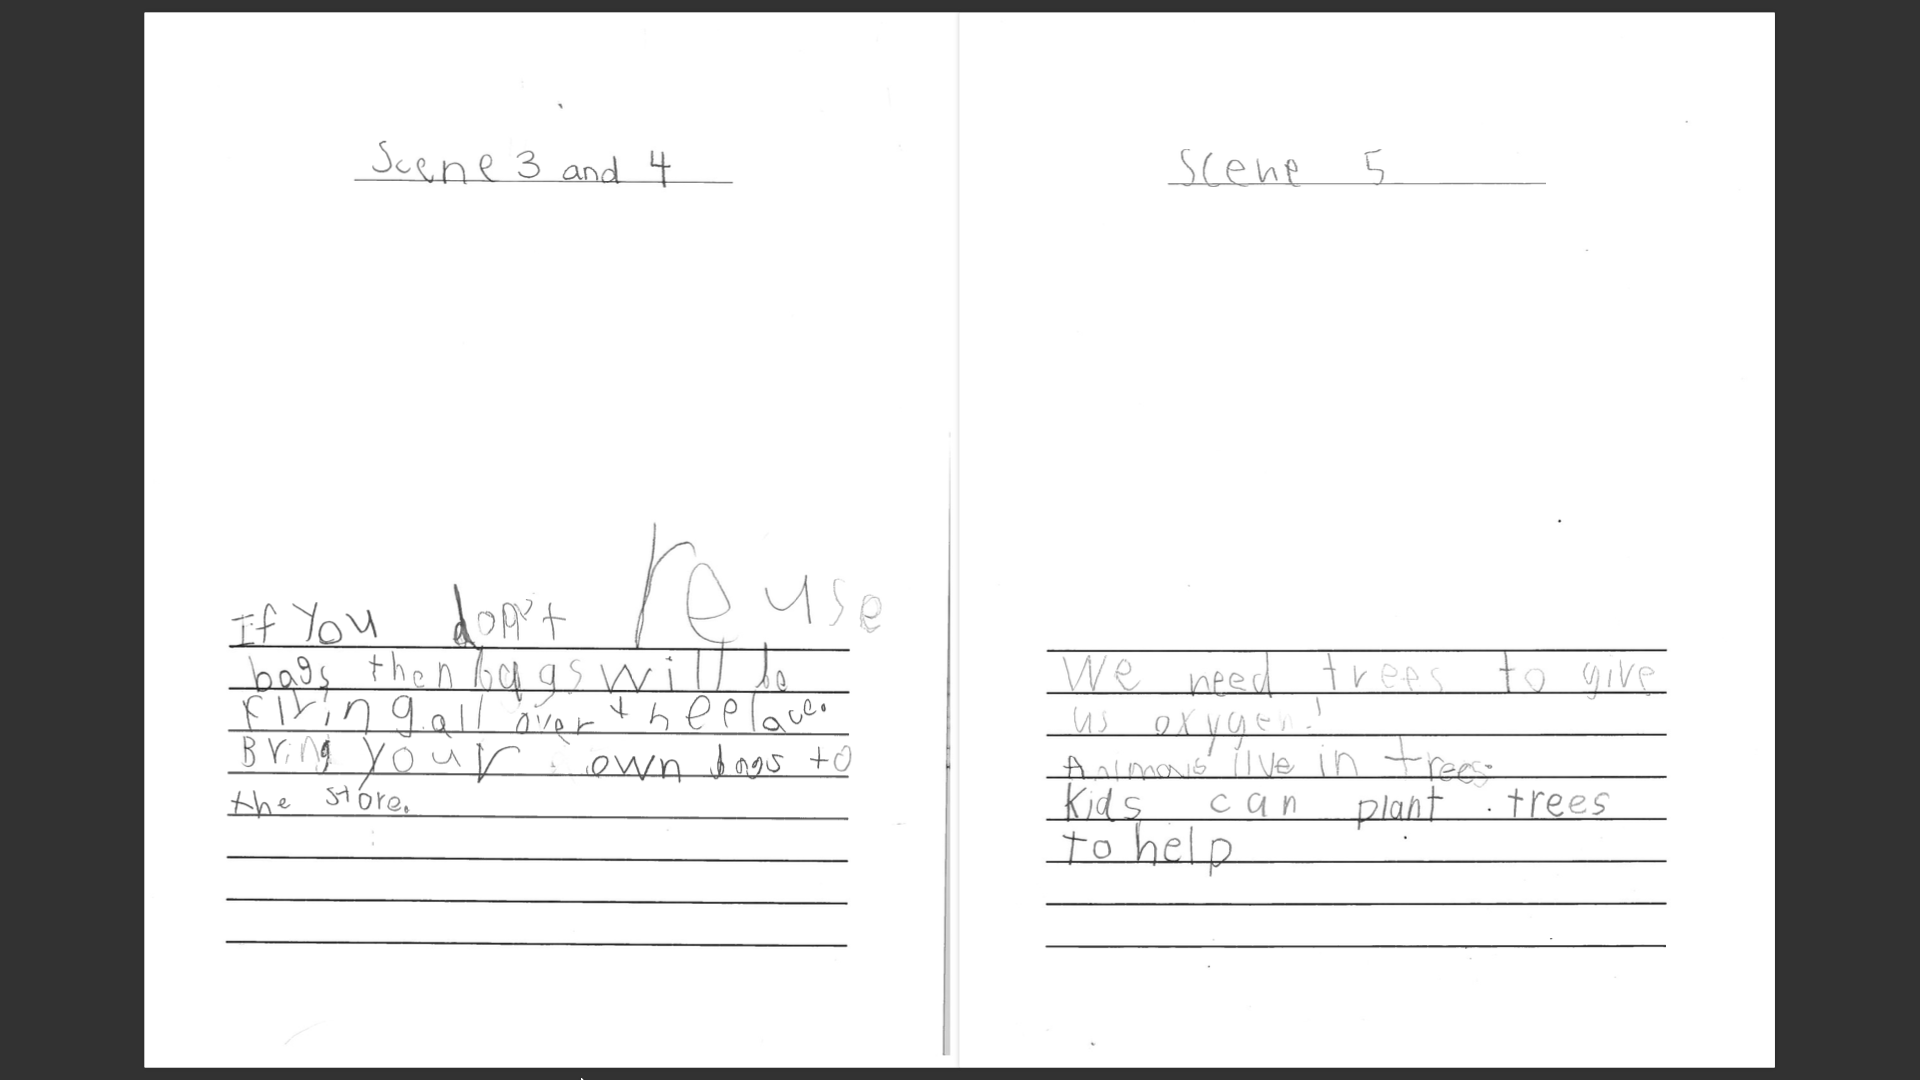 Scene 3 and 4
If You don't reuse
bags then bags will be
flring all over the place.
Bring your own bags to
the store.
Scene 5
We need trees to give
us oxygen!
Animals live in trees.
Kids can plant trees
to help